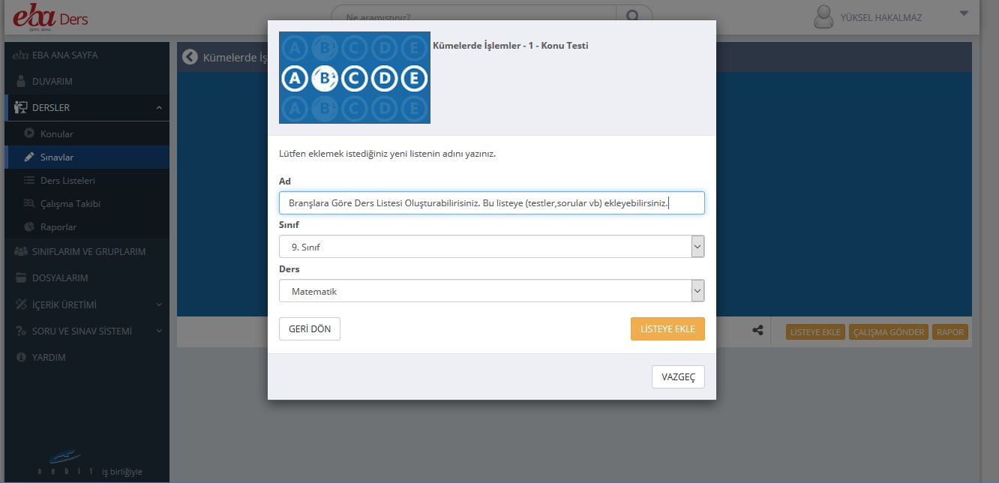 eba Ders
Ne aramıştınız?
YÜKSEL HAKALMAZ
eba EBA ANA SAYFA
DUVARIM
DERSLER
Konular
Sınavlar
Ders Listeleri
Çalışma Takibi
Raporlar
SINIFLARIM VE GRUPLARIM
DOSYALARIM
İÇERİK ÜRETİMİ
SORU VE SINAV SİSTEMİ
YARDIM
sebit iş birliğiyle
Kümelerde İş
A B C D E
A B C D E
A B C D E
Kümelerde İşlemler - 1 - Konu Testi
Lütfen eklemek istediğiniz yeni listenin adını yazınız.
Ad
Branşlara Göre Ders Listesi Oluşturabilirisiniz. Bu listeye (testler,sorular vb) ekleyebilirsiniz.
Sınıf
9. Sınıf
Ders
Matematik
GERİ DÖN
LİSTEYE EKLE
VAZGEÇ
LİSTEYE EKLE
ÇALIŞMA GÖNDER
RAPOR